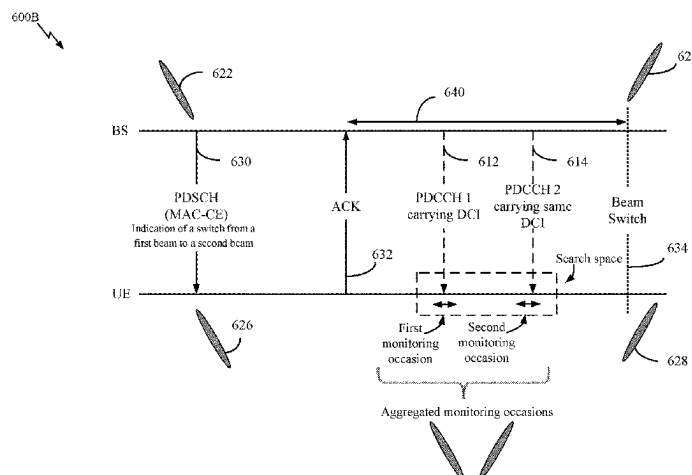 600B
622
62
640
BS
630
612
614
PDSCH
(MAC-CE)
Indication of a switch from a
first beam to a second beam
ACK
PDCCH 1
carrying DCI
PDCCH 2
carrying same
DCI
Beam
Switch
632
Search space
634
UE
626
First
monitoring
occasion
Second
monitoring
occasion
628
Aggregated monitoring occasions